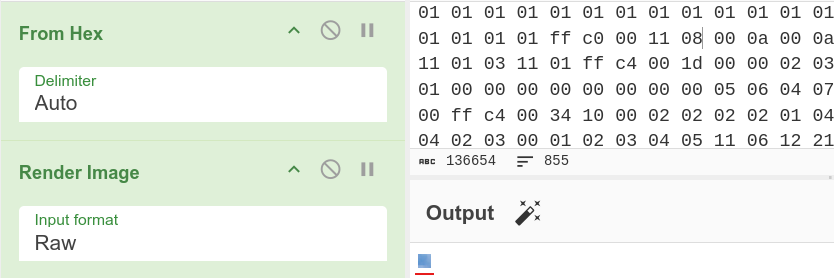 From Hex
Delimiter
Auto
Render Image
Input format
Raw
01 01 01 01 01 01 01 01 01 01 01 01 01
01 01 01 01 ff c0 00 11 08 00 0a 00 0a
11 01 03 11 01 ff c4 00 1d 00 00 02 03
01 00 00 00 00 00 00 00 00 05 06 04 07
00 ff c4 00 34 10 00 02 02 02 02 01 04
04 02 03 00 01 02 03 04 05 11 06 12 21
ABC 136654 855
Output